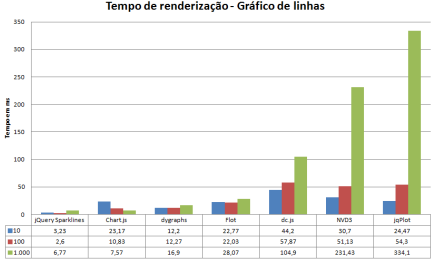 Tempo de renderização - Gráfico de linhas
350
300
250
200
150
100
50
0
Tempo em ms
jQuery Sparklines Chart.js dygraphs Flot dc.js NVD3 jqPlot
10 3,23 23,17 12,2 22,77 44,2 30,7 24,47
100 2,6 10,83 12,27 22,03 57,87 51,13 54,3
1.000 6,77 7,57 16,9 28,07 104,9 231,43 334,1